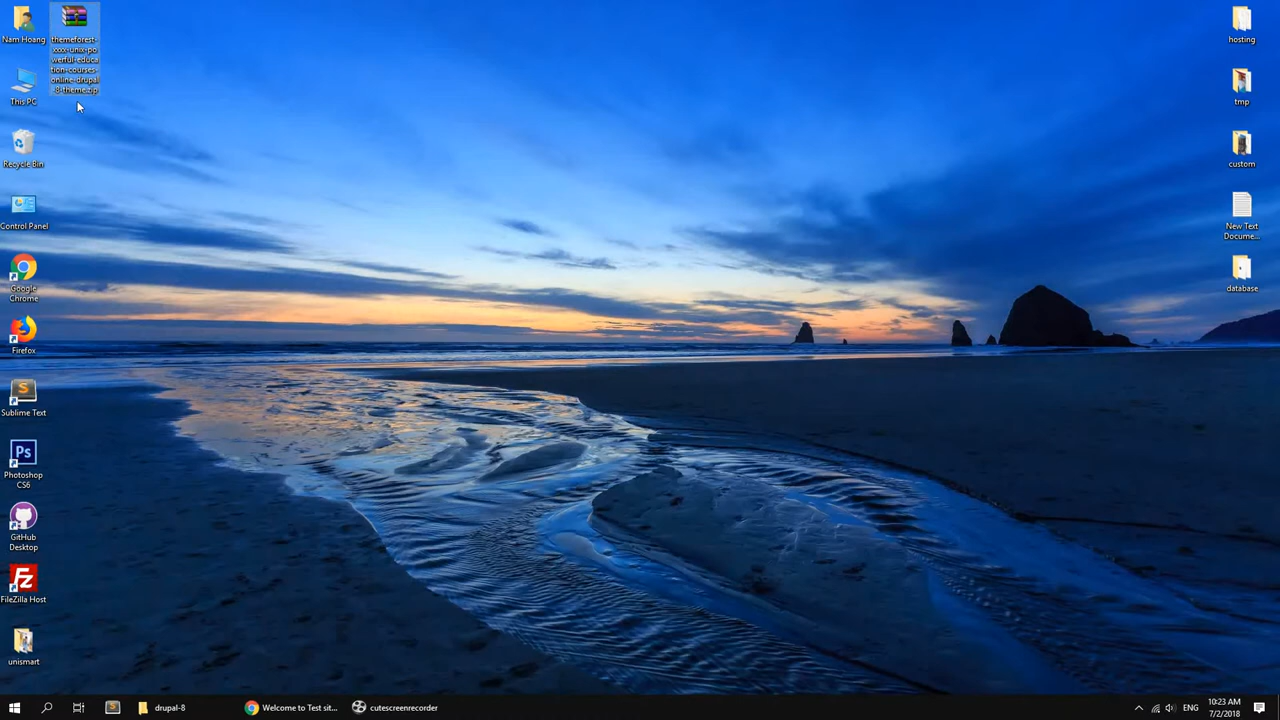 Nam Hoang
themeforest-
xxxx-unix-po
werful-educa
tion-courses-
online-drupal
-8-theme.zip
This PC
Recycle Bin
Control Panel
Google
Chrome
Firefox
Sublime Text
Ps
Photoshop
CS6
GitHub
Desktop
Fz
FileZilla Host
unismart
hosting
tmp
custom
New Text
Docume...
database
drupal-8
Welcome to Test sit...
cutescreenrecorder
ENG
10:23 AM
7/2/2018